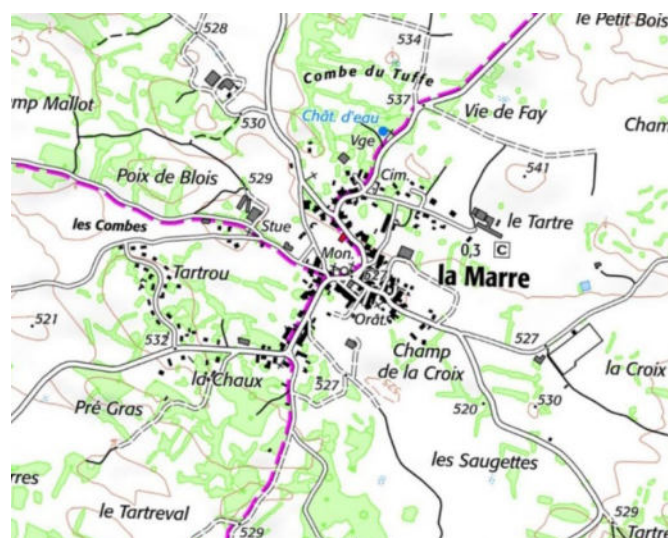 528
534
le Petit Bois
Combe du Tuffe
amp Mallot
537
Chât. d'eau
Vie de Fay
530
Vge
Cham
541
Poix de Blois
529
Cim.
le Tartre
les Combes
Stue
0,3 C
Mon.
la Marre
Tartrou
521
Orat.
527
532
Champ
de la Croix
la Chaux
527
la Croix
520
530
Pré Gras
les Saugettes
rres
le Tartreval
529
529
Tartre